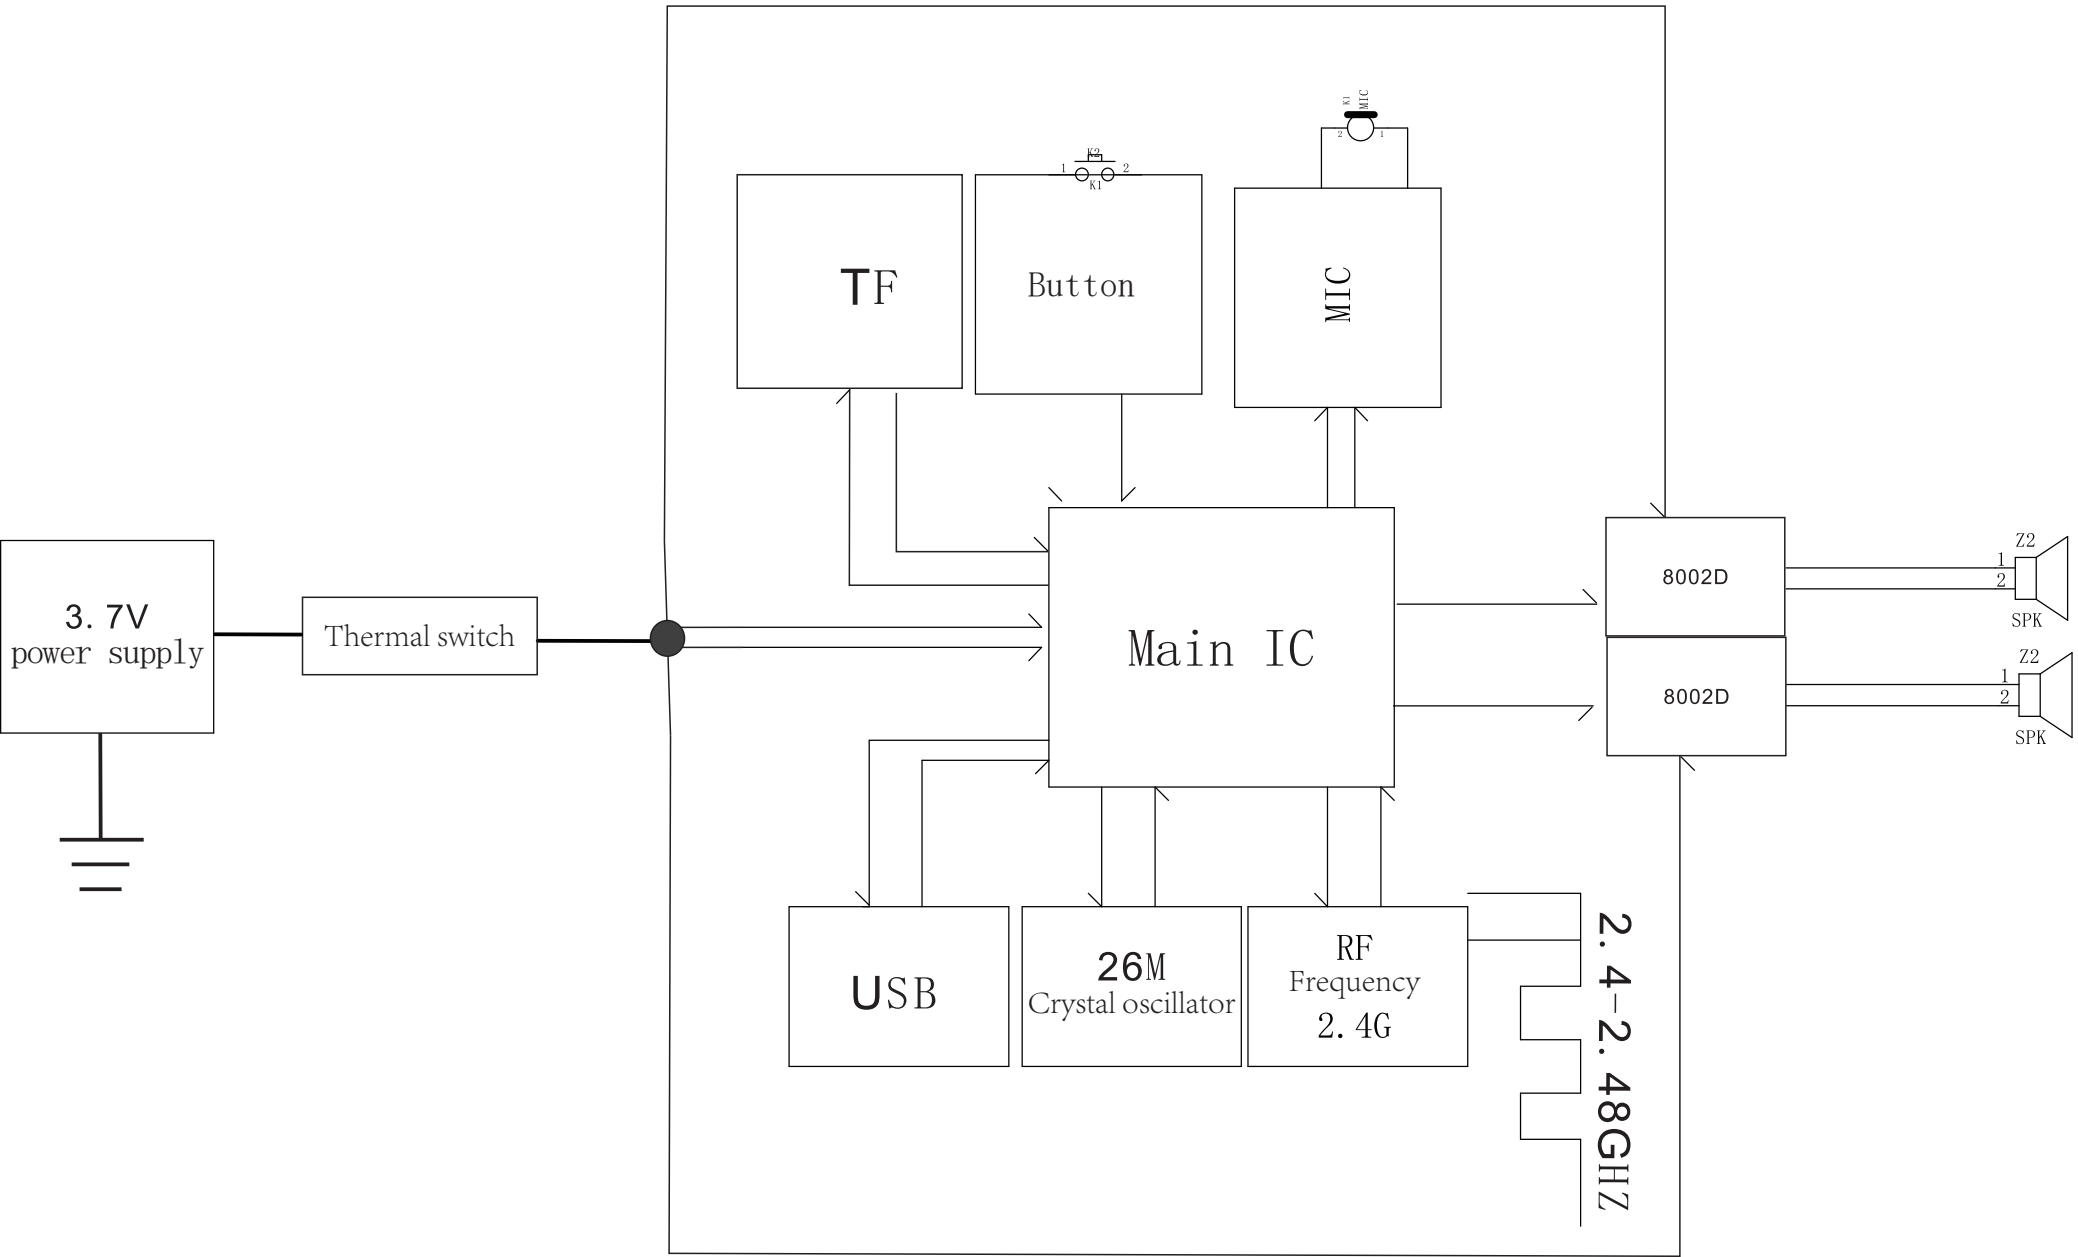 K1
MIC
2
1
K2
1
2
K1
TF
Button
MIC
3. 7V
power supply
Thermal switch
Main IC
8002D
Z2
1
2
SPK
8002D
Z2
1
2
SPK
USB
26M
Crystal oscillator
RF
Frequency
2. 4G
2. 4-2. 48GHZ